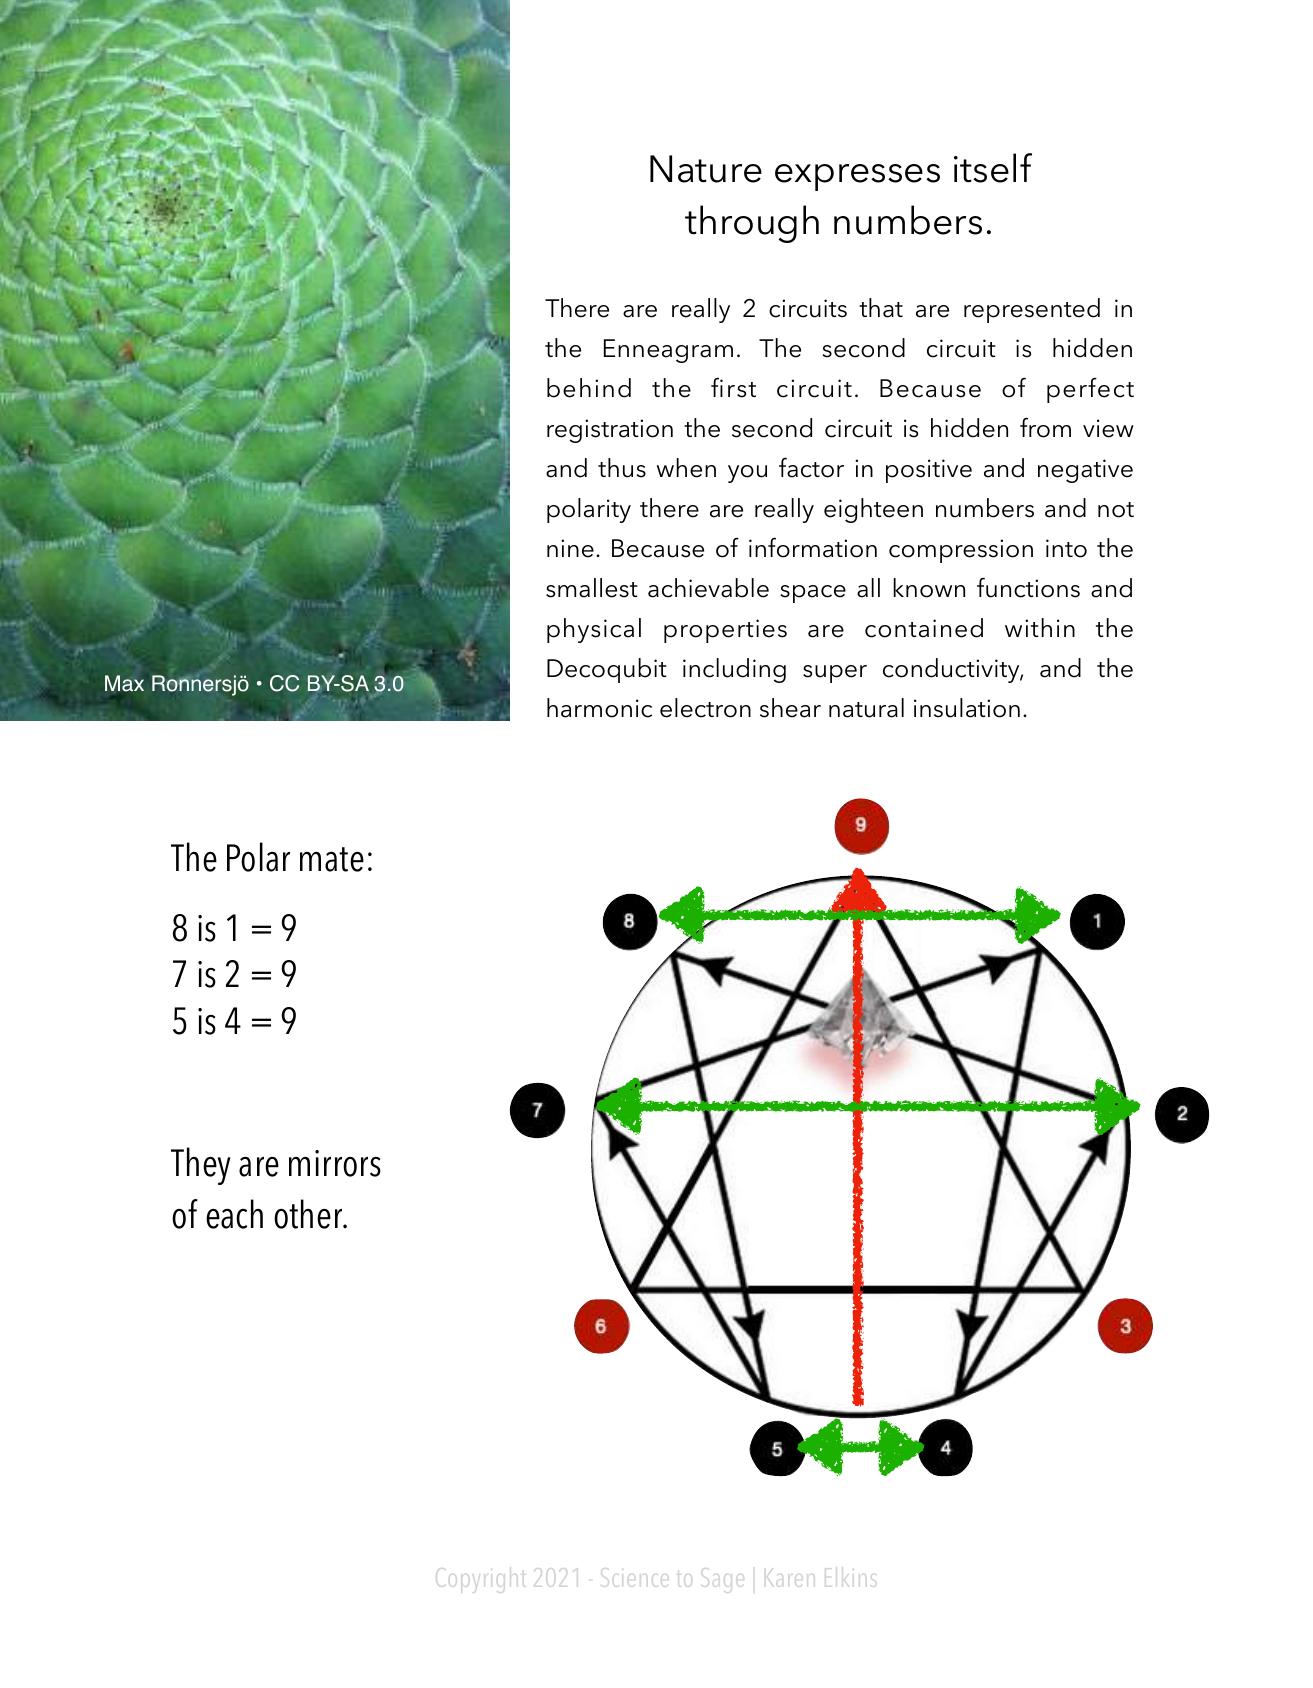 Nature expresses itself
through numbers.
There are really 2 circuits that are represented in
the Enneagram. The second circuit is hidden
behind the first circuit. Because of perfect
registration the second circuit is hidden from view
and thus when you factor in positive and negative
polarity there are really eighteen numbers and not
nine. Because of information compression into the
smallest achievable space all known functions and
physical properties are contained within the
Decoqubit including super conductivity, and the
harmonic electron shear natural insulation.
Max Ronnersjö • CC BY-SA 3.0
The Polar mate:
8 is 1 = 9
7 is 2 = 9
5 is 4 = 9
They are mirrors
of each other.
9
8
1
7
2
6
3
5
4
Copyright 2021 - Science to Sage | Karen Elkins